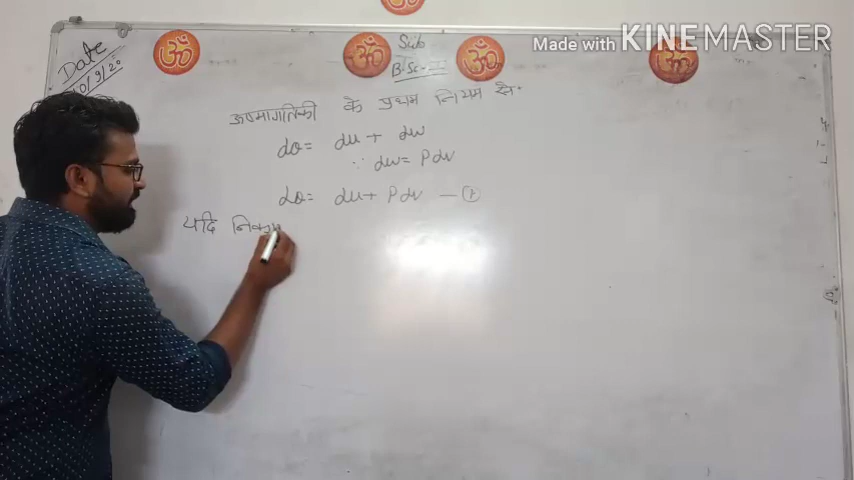 Made with KINEMASTER
Date
10/9/20
Sub
B.Sc-II
ऊष्मागतिकी के प्रथम नियम से
dQ = du + dw
∵ dw = Pdv
dQ = du + Pdv — ①
यदि निकाय